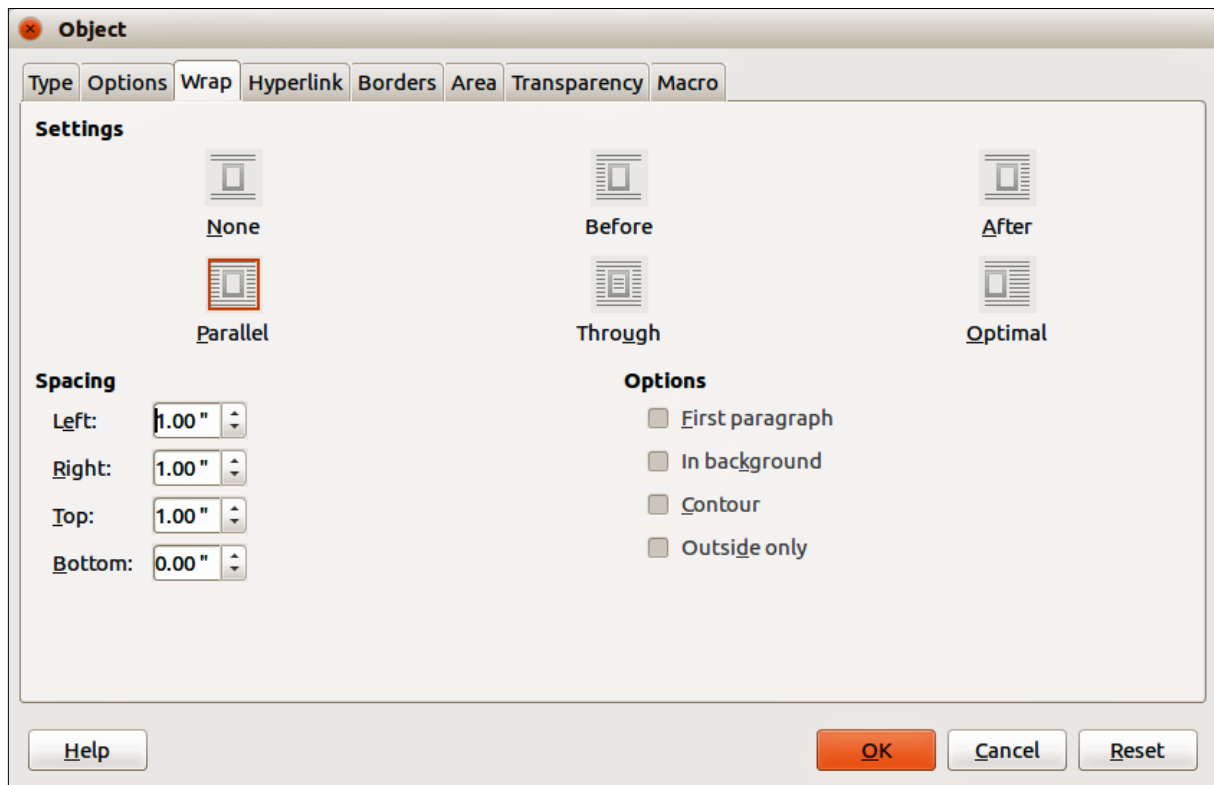 Object
Type Options Wrap Hyperlink Borders Area Transparency Macro
Settings
None Before After
Parallel Through Optimal
Spacing Options
Left: 1.00 " First paragraph
Right: 1.00 " In background
Top: 1.00 " Contour
Bottom: 0.00 " Outside only
Help OK Cancel Reset